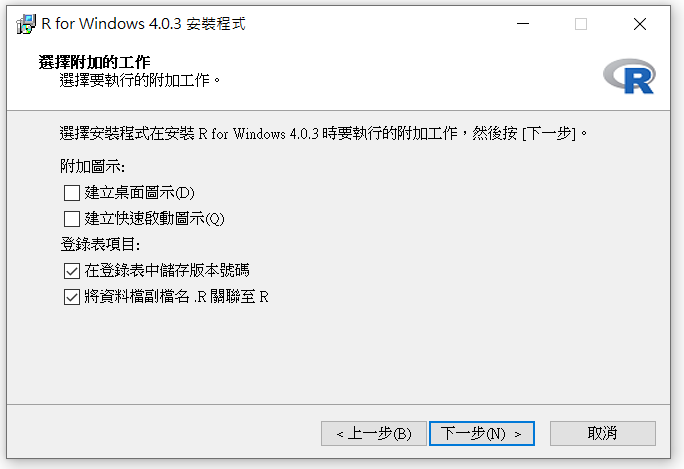 R for Windows 4.0.3 安裝程式
選擇附加的工作
選擇要執行的附加工作。
R
選擇安裝程式在安裝 R for Windows 4.0.3 時要執行的附加工作，然後按 [下一步]。
附加圖示:
建立桌面圖示(D)
建立快速啟動圖示(Q)
登錄表項目:
在登錄表中儲存版本號碼
將資料檔副檔名 .R 關聯至 R
< 上一步(B) 下一步(N) > 取消